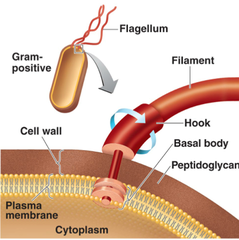 Flagellum
Gram-
positive
Filament
Hook
Cell wall
Basal body
Peptidoglycan
Plasma
membrane
Cytoplasm